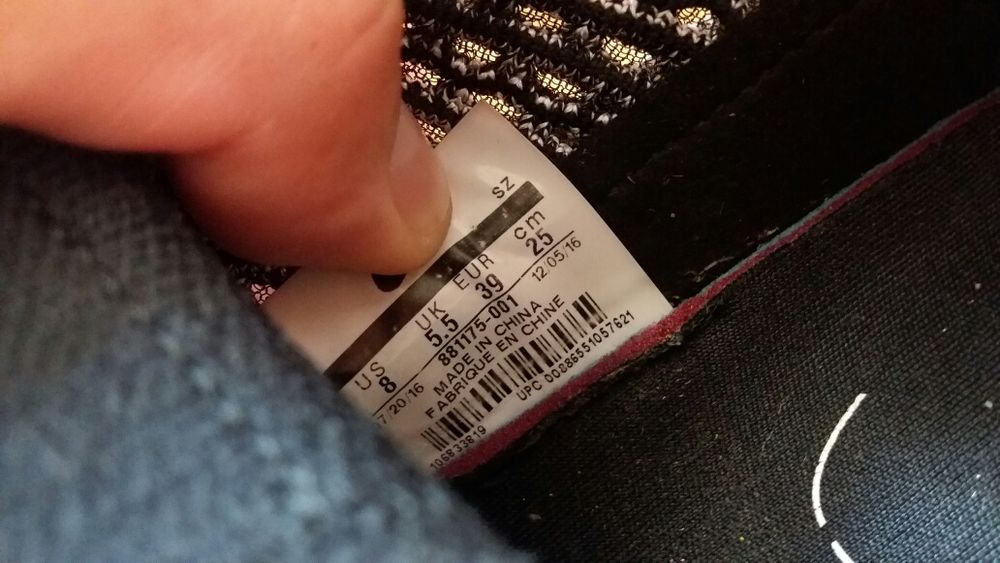 SZ
US UK EUR cm
8 5.5 39 25
7/20/16 881175-001 12/05/16
MADE IN CHINA
FABRIQUE EN CHINE
106833819 UPC 00886551057621